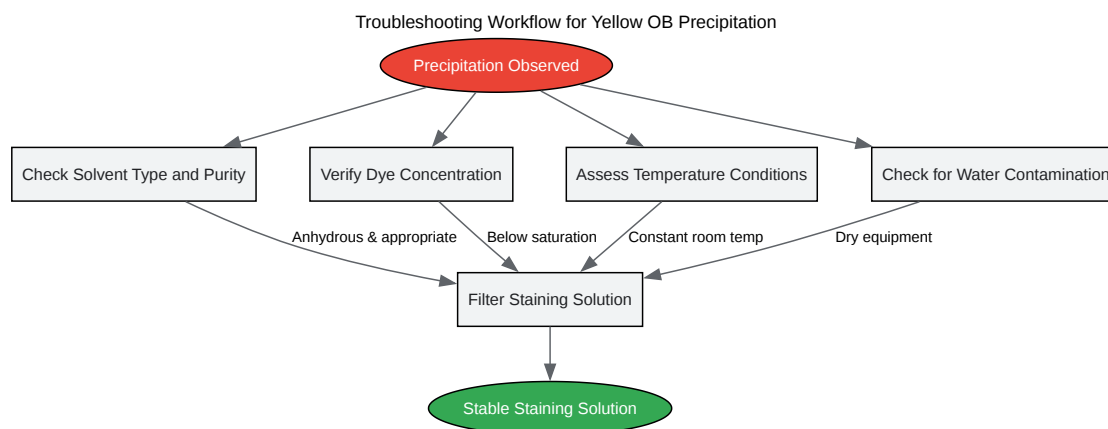 Troubleshooting Workflow for Yellow OB Precipitation
Precipitation Observed
Check Solvent Type and Purity
Verify Dye Concentration
Assess Temperature Conditions
Check for Water Contamination
Anhydrous & appropriate
Below saturation
Constant room temp
Dry equipment
Filter Staining Solution
Stable Staining Solution